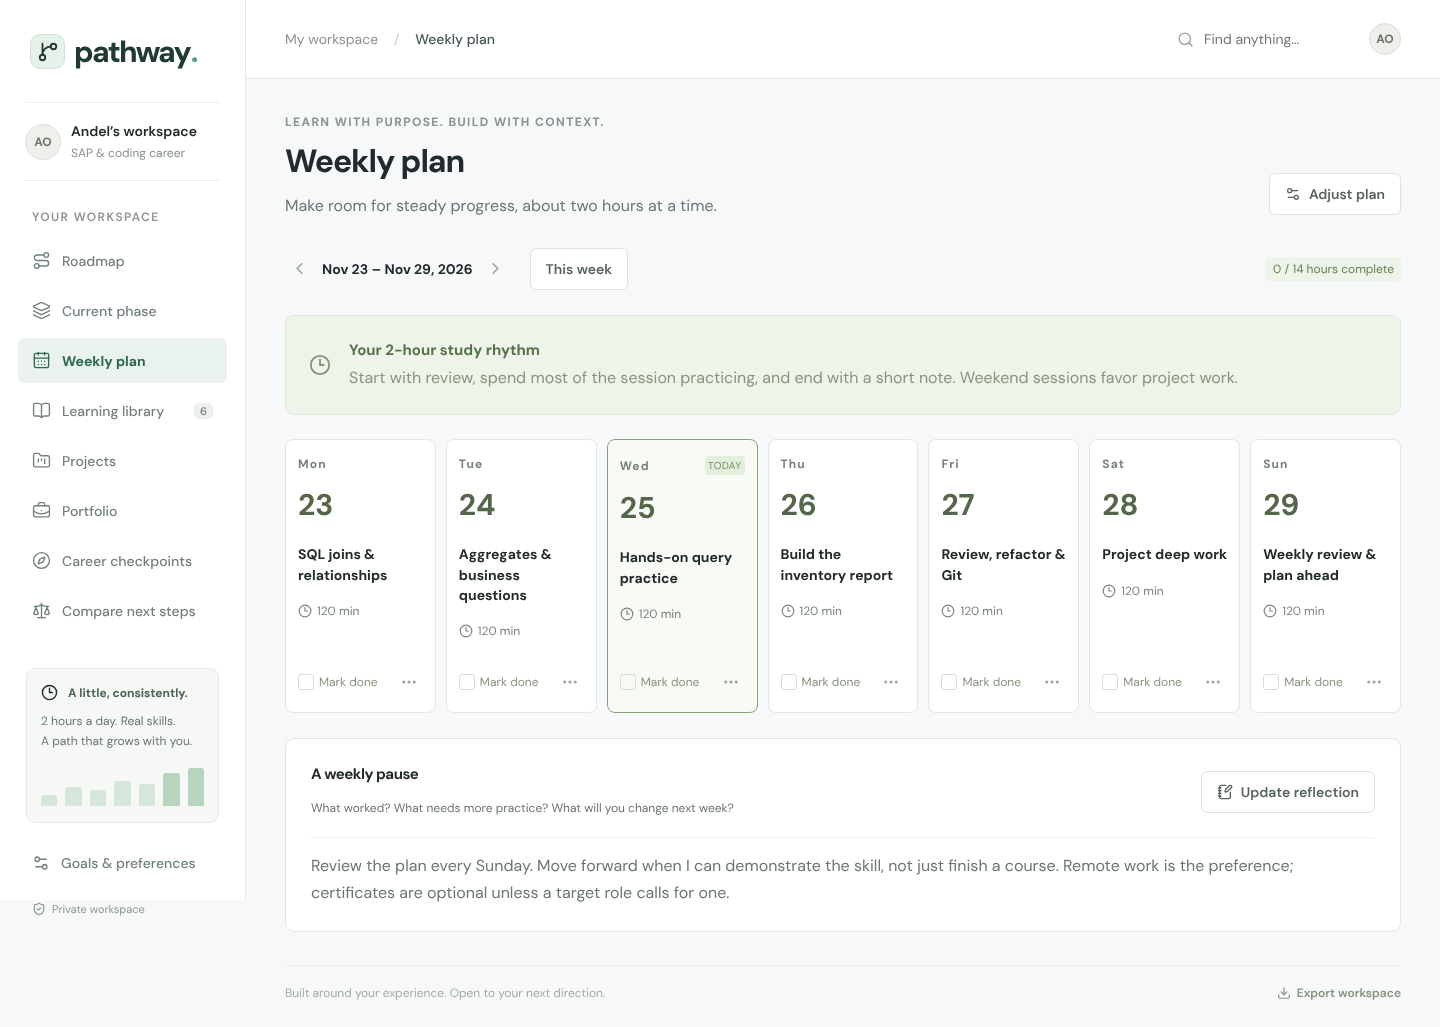 pathway.
AO
Andel's workspace
SAP & coding career
YOUR WORKSPACE
Roadmap
Current phase
Weekly plan
Learning library
6
Projects
Portfolio
Career checkpoints
Compare next steps
A little, consistently.
2 hours a day. Real skills.
A path that grows with you.
Goals & preferences
Private workspace
My workspace / Weekly plan
Find anything...
AO
LEARN WITH PURPOSE. BUILD WITH CONTEXT.
Weekly plan
Make room for steady progress, about two hours at a time.
Adjust plan
Nov 23 – Nov 29, 2026
This week
0 / 14 hours complete
Your 2-hour study rhythm
Start with review, spend most of the session practicing, and end with a short note. Weekend sessions favor project work.
Mon
23
SQL joins &
relationships
120 min
Mark done
Tue
24
Aggregates &
business
questions
120 min
Mark done
Wed
TODAY
25
Hands-on query
practice
120 min
Mark done
Thu
26
Build the
inventory report
120 min
Mark done
Fri
27
Review, refactor &
Git
120 min
Mark done
Sat
28
Project deep work
120 min
Mark done
Sun
29
Weekly review &
plan ahead
120 min
Mark done
A weekly pause
What worked? What needs more practice? What will you change next week?
Update reflection
Review the plan every Sunday. Move forward when I can demonstrate the skill, not just finish a course. Remote work is the preference;
certificates are optional unless a target role calls for one.
Built around your experience. Open to your next direction.
Export workspace